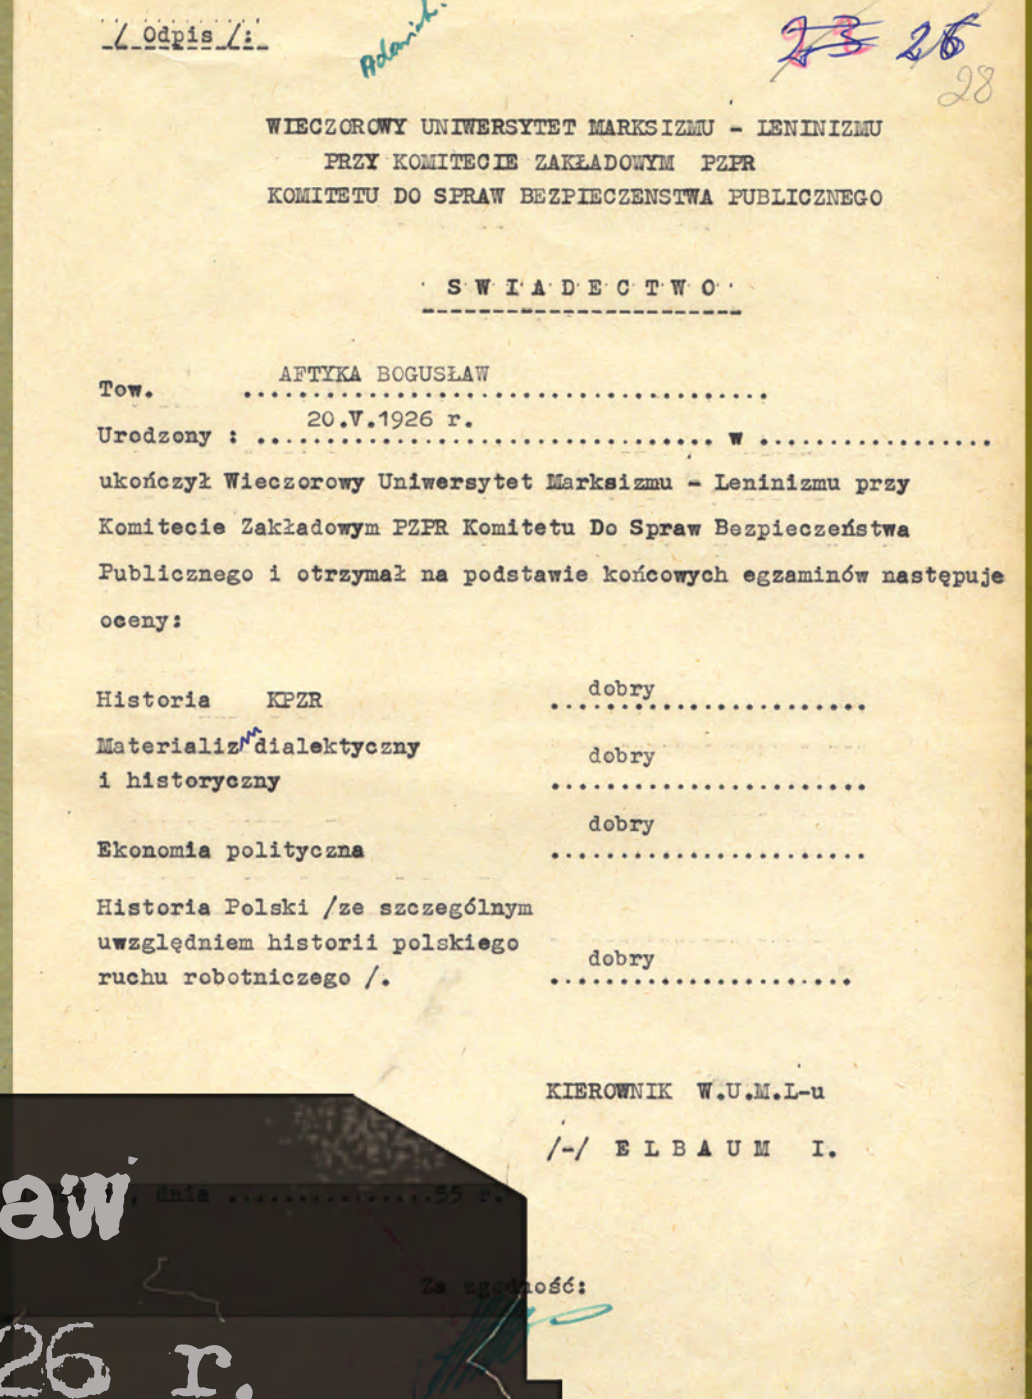 / Odpis /:
Adamiak.
23 26
28
WIECZOROWY UNIWERSYTET MARKSIZMU - LENINIZMU
PRZY KOMITECIE ZAKŁADOWYM PZPR
KOMITETU DO SPRAW BEZPIECZENSTWA PUBLICZNEGO
S W I A D E C T W O
Tow. AFTYKA BOGUSŁAW
Urodzony : 20.V.1926 r. w
ukończył Wieczorowy Uniwersytet Marksizmu - Leninizmu przy
Komitecie Zakładowym PZPR Komitetu Do Spraw Bezpieczeństwa
Publicznego i otrzymał na podstawie końcowych egzaminów następuje
oceny:
Historia KPZR dobry
Materializm dialektyczny
i historyczny dobry
Ekonomia polityczna dobry
Historia Polski /ze szczególnym
uwzględniem historii polskiego
ruchu robotniczego /. dobry
KIEROWNIK W.U.M.L-u
/-/ E L B A U M I.
aw
, dnia ................55 r.
Za zgodność:
26 r.